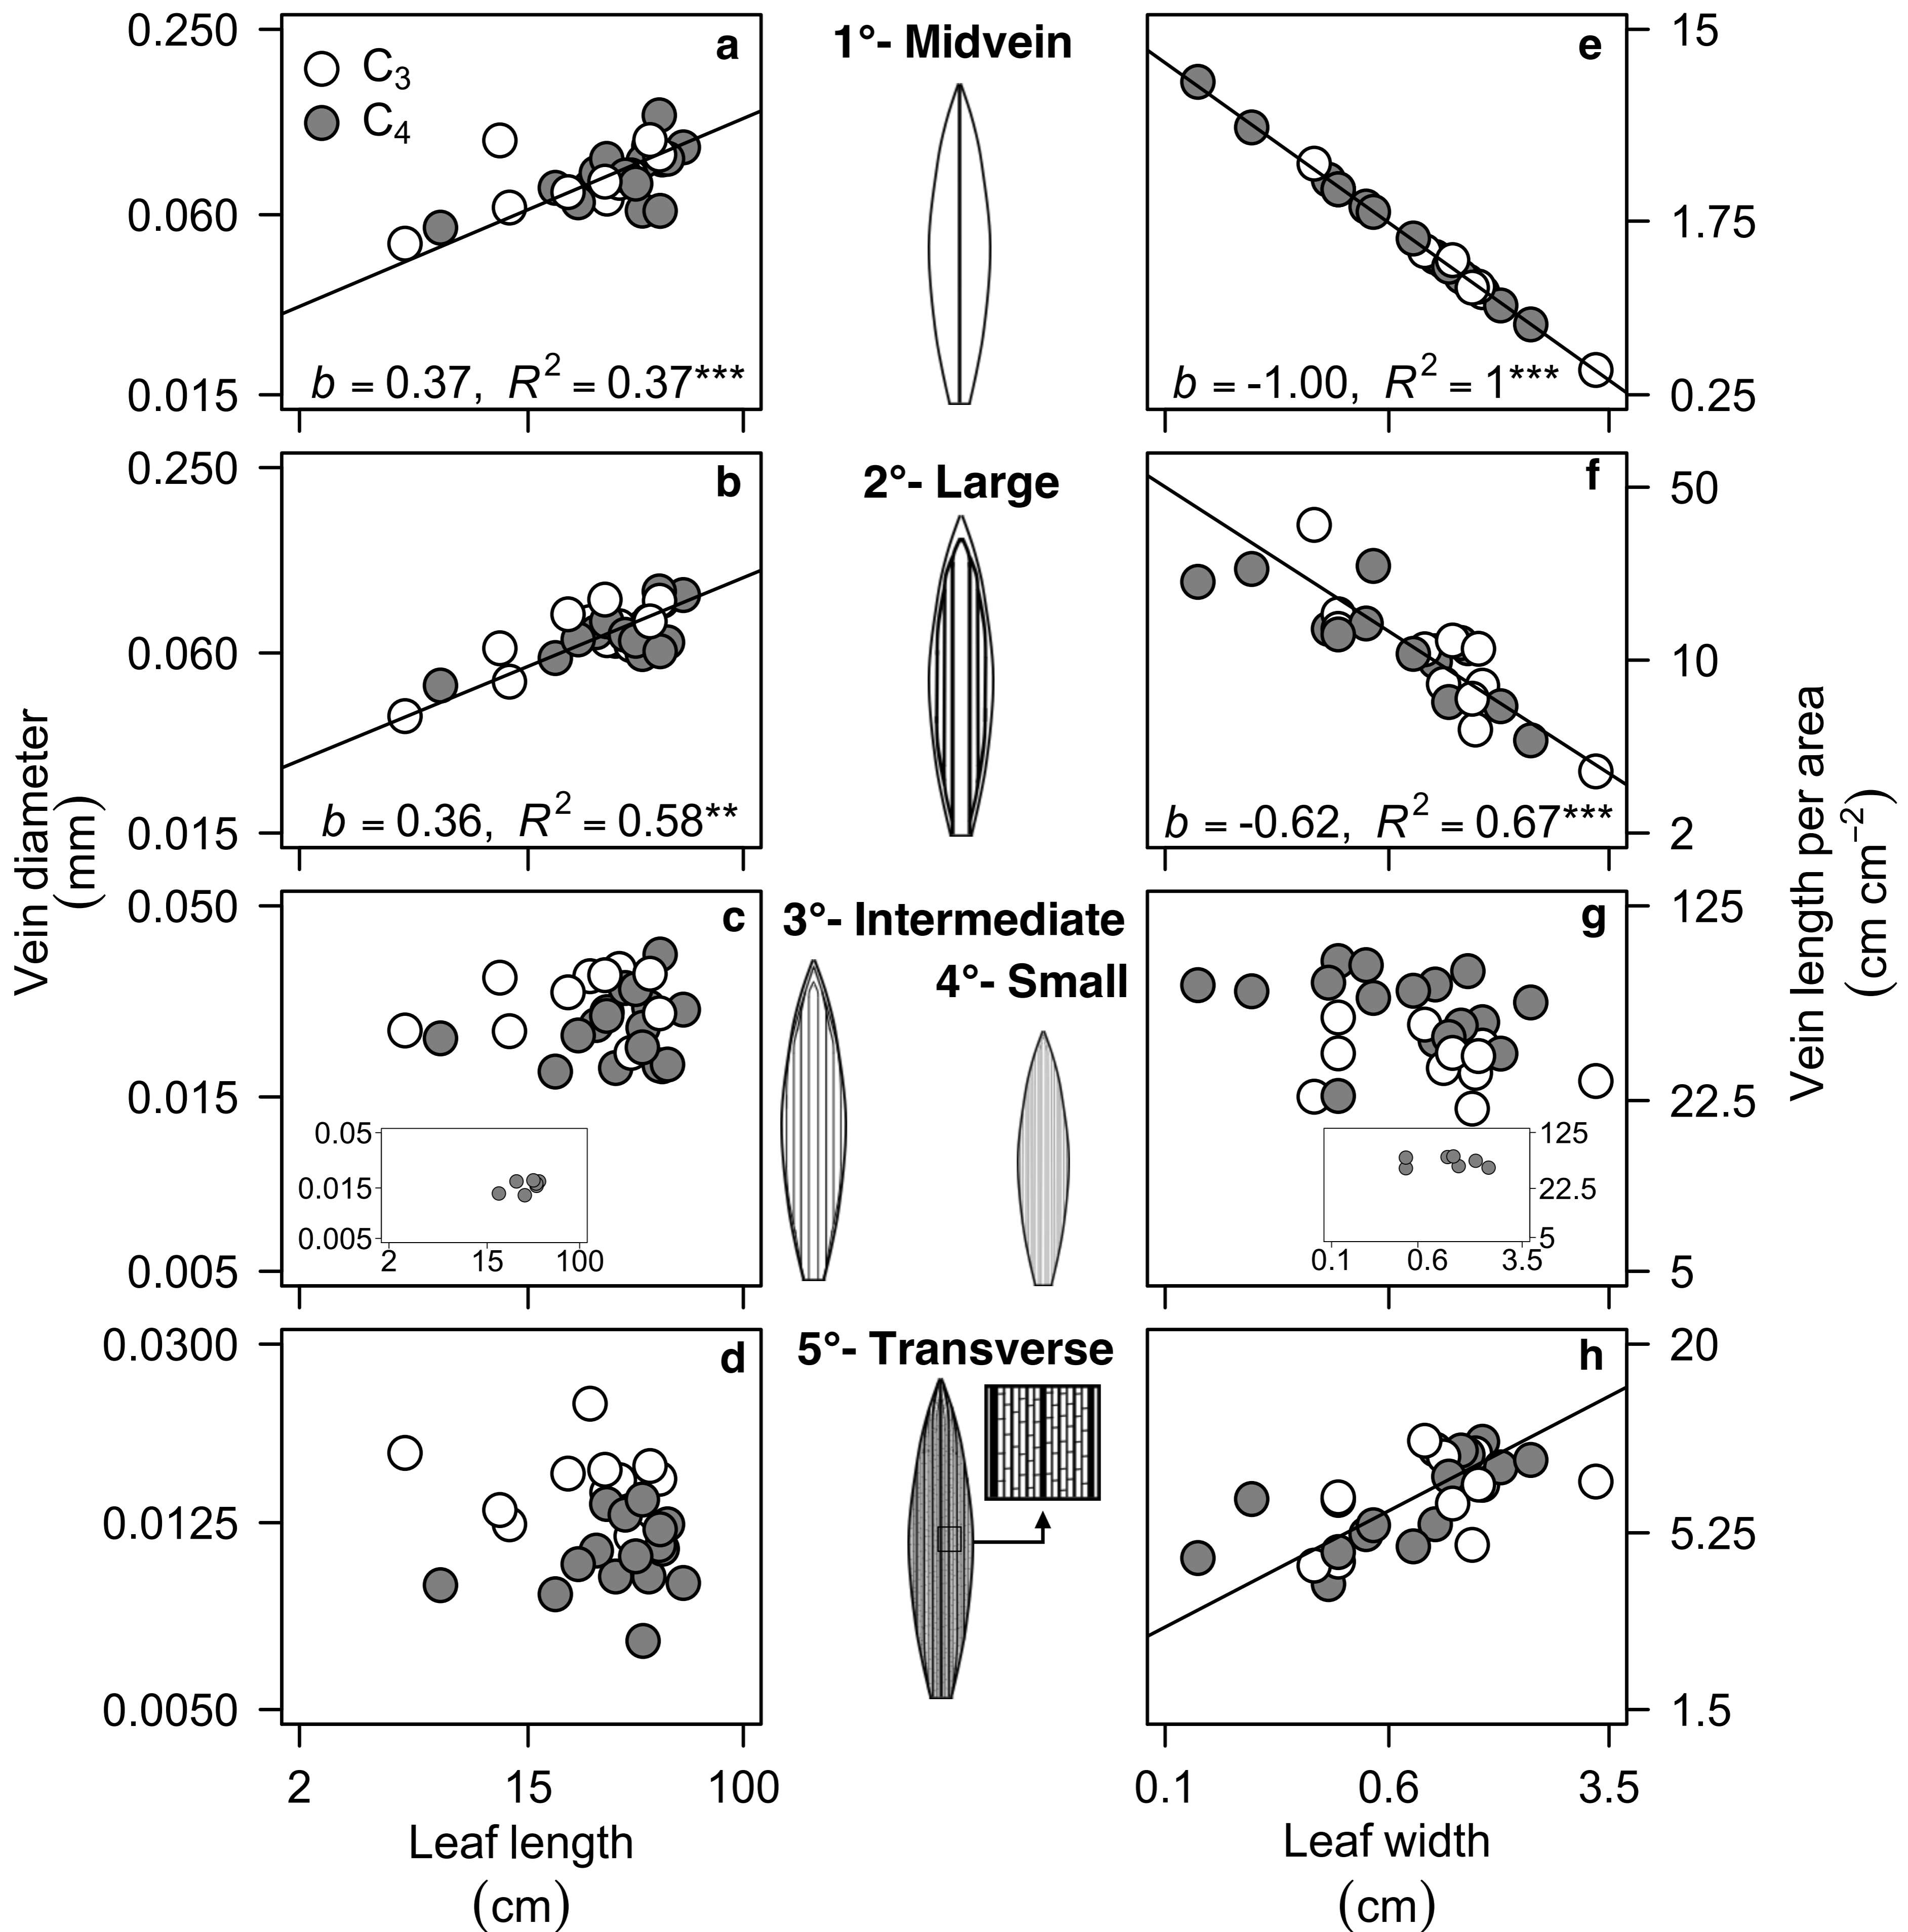 0.250
0.060
0.015
a
C3
C4
b = 0.37, R2 = 0.37***
1°- Midvein
e
b = -1.00, R2 = 1***
15
1.75
0.25
0.250
0.060
0.015
b
b = 0.36, R2 = 0.58**
2°- Large
f
b = -0.62, R2 = 0.67***
50
10
2
Vein diameter
(mm)
Vein length per area
(cm cm−2)
0.050
0.015
0.005
c
0.05
0.015
0.005
2 15 100
3°- Intermediate
4°- Small
g
125
22.5
5
0.1 0.6 3.5
125
22.5
5
0.0300
0.0125
0.0050
d
5°- Transverse
h
20
5.25
1.5
2 15 100
0.1 0.6 3.5
Leaf length
(cm)
Leaf width
(cm)